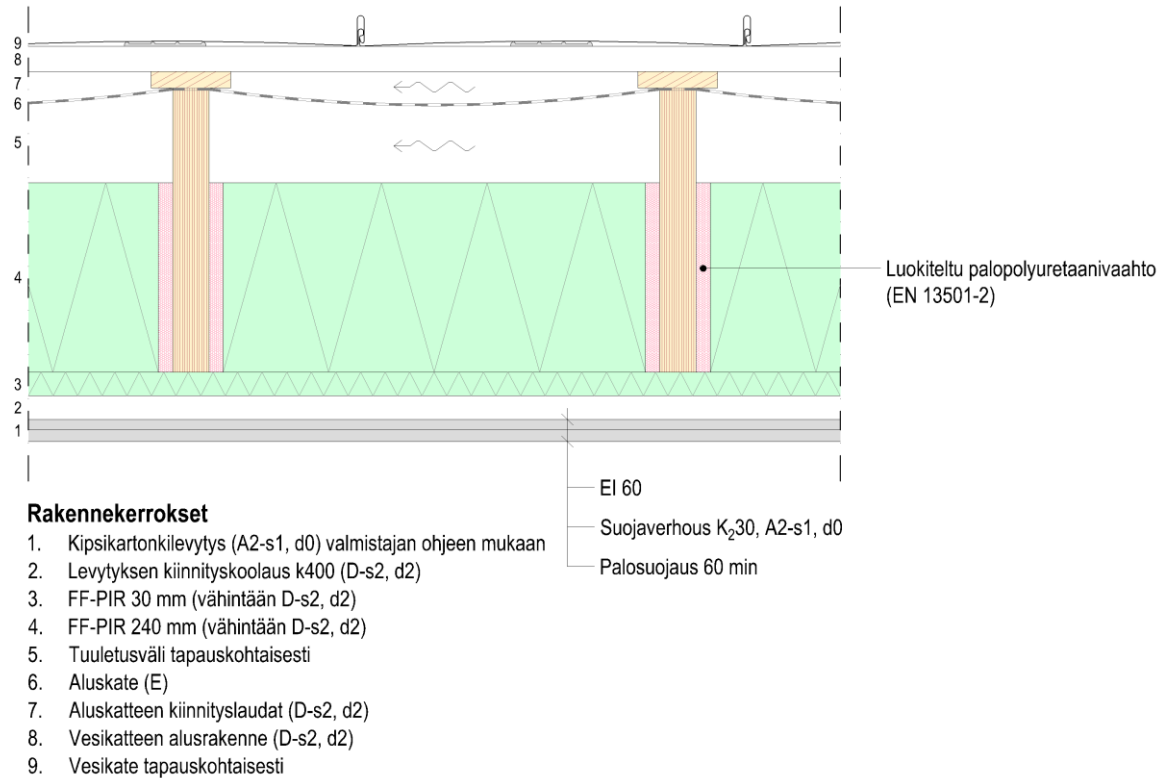 9
8
7
6
5
4
3
2
1
Luokiteltu palopolyuretaanivaahto
(EN 13501-2)
EI 60
Suojaverhous K₂30, A2-s1, d0
Palosuojaus 60 min
Rakennekerrokset
1. Kipsikartonkilevytys (A2-s1, d0) valmistajan ohjeen mukaan
2. Levytyksen kiinnityskoolaus k400 (D-s2, d2)
3. FF-PIR 30 mm (vähintään D-s2, d2)
4. FF-PIR 240 mm (vähintään D-s2, d2)
5. Tuuletusväli tapauskohtaisesti
6. Aluskate (E)
7. Aluskatteen kiinnityslaudat (D-s2, d2)
8. Vesikatteen alusrakenne (D-s2, d2)
9. Vesikate tapauskohtaisesti